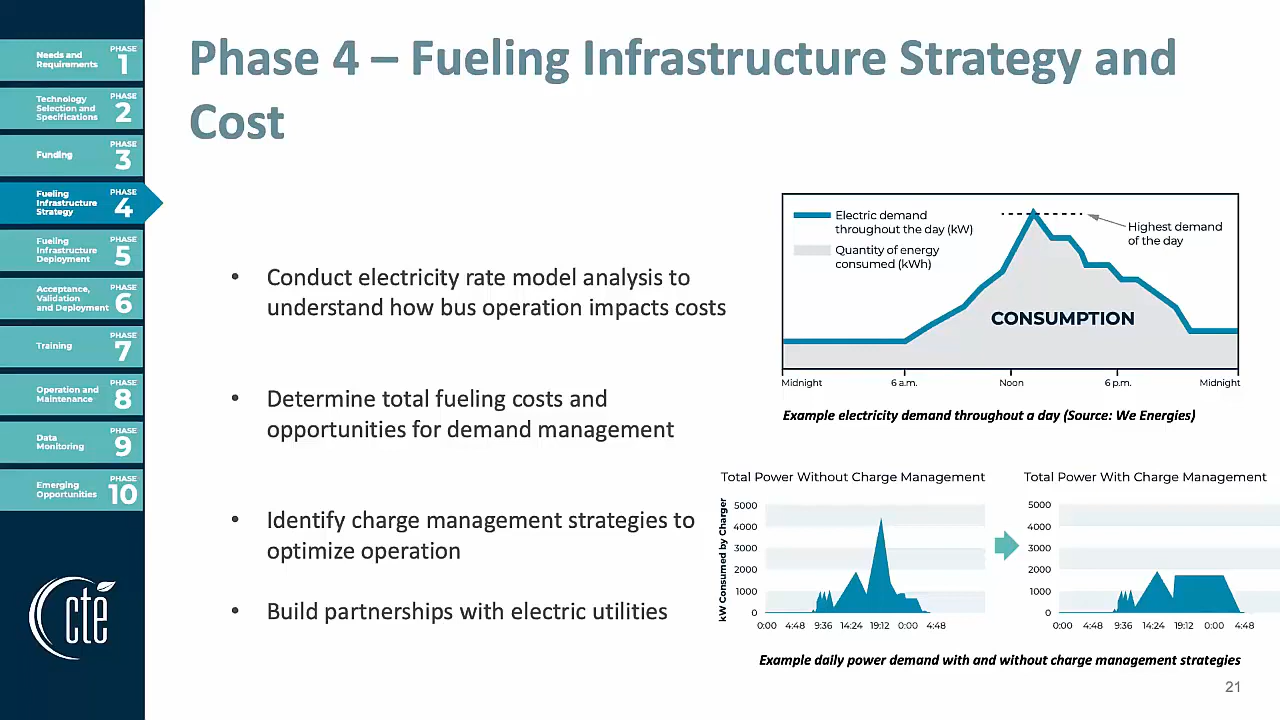 Needs and
Requirements
PHASE
1
Technology
Selection and
Specifications
PHASE
2
Funding
PHASE
3
Fueling
Infrastructure
Strategy
PHASE
4
Fueling
Infrastructure
Deployment
PHASE
5
Acceptance,
Validation
and Deployment
PHASE
6
Training
PHASE
7
Operation and
Maintenance
PHASE
8
Data
Monitoring
PHASE
9
Emerging
Opportunities
PHASE
10
cte
Phase 4 – Fueling Infrastructure Strategy and
Cost
• Conduct electricity rate model analysis to
understand how bus operation impacts costs
• Determine total fueling costs and
opportunities for demand management
• Identify charge management strategies to
optimize operation
• Build partnerships with electric utilities
Electric demand
throughout the day (kW)
Quantity of energy
consumed (kWh)
Highest demand
of the day
CONSUMPTION
Midnight 6 a.m. Noon 6 p.m. Midnight
Example electricity demand throughout a day (Source: We Energies)
Total Power Without Charge Management
kW Consumed by Charger
5000
4000
3000
2000
1000
0
0:00 4:48 9:36 14:24 19:12 0:00 4:48
Total Power With Charge Management
5000
4000
3000
2000
1000
0
0:00 4:48 9:36 14:24 19:12 0:00 4:48
Example daily power demand with and without charge management strategies
21